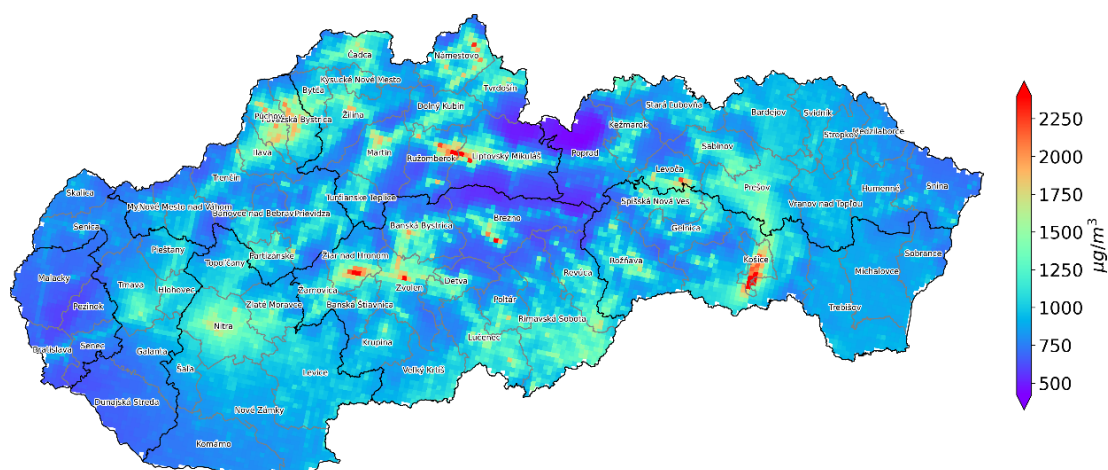 Čadca
Námestovo
Kysucké Nové Mesto
Bytča
Tvrdošín
Púchov
Považská Bystrica
Žilina
Dolný Kubín
Stará Ľubovňa
Bardejov
Svidník
Kežmarok
Stropkov
Medzilaborce
Ilava
Martin
Ružomberok
Liptovský Mikuláš
Poprad
Sabinov
Levoča
Trenčín
Prešov
Humenné
Snina
Skalica
Turčianske Teplice
Spišská Nová Ves
Vranov nad Topľou
Nové Mesto nad Váhom
Bánovce nad Bebravou
Prievidza
Senica
Banská Bystrica
Brezno
Gelnica
Piešťany
Topoľčany
Partizánske
Žiar nad Hronom
Rožňava
Košice
Sobrance
Malacky
Trnava
Hlohovec
Zvolen
Detva
Revúca
Michalovce
Pezinok
Zlaté Moravce
Žarnovica
Banská Štiavnica
Poltár
Trebišov
Nitra
Rimavská Sobota
Bratislava
Senec
Galanta
Krupina
Lučenec
Šaľa
Levice
Veľký Krtíš
Dunajská Streda
Nové Zámky
Komárno
2250
2000
1750
1500
1250
1000
750
500
μg/m³